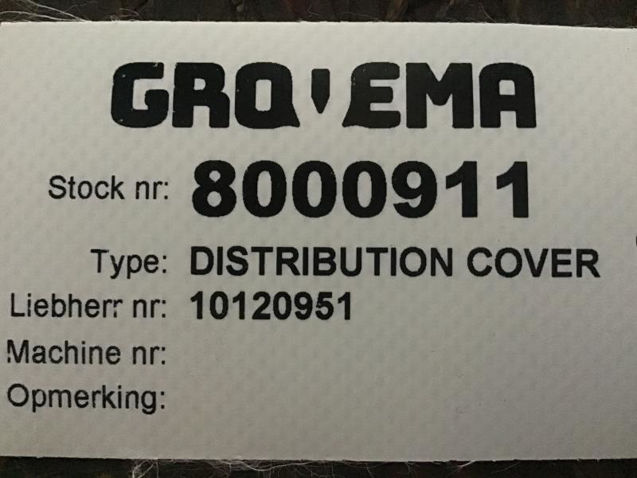 GROVEMA
Stock nr: 8000911
Type: DISTRIBUTION COVER
Liebherr nr: 10120951
Machine nr:
Opmerking: